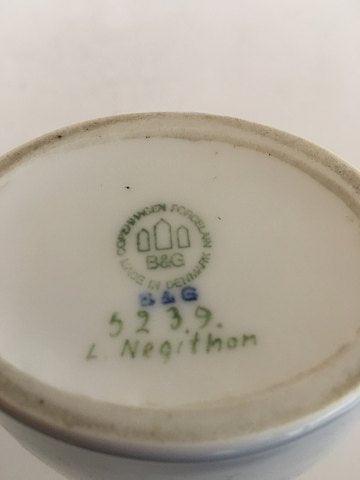 COPENHAGEN PORCELAIN
B&G
MADE IN DENMARK
B & G
5239.
L. Negithon